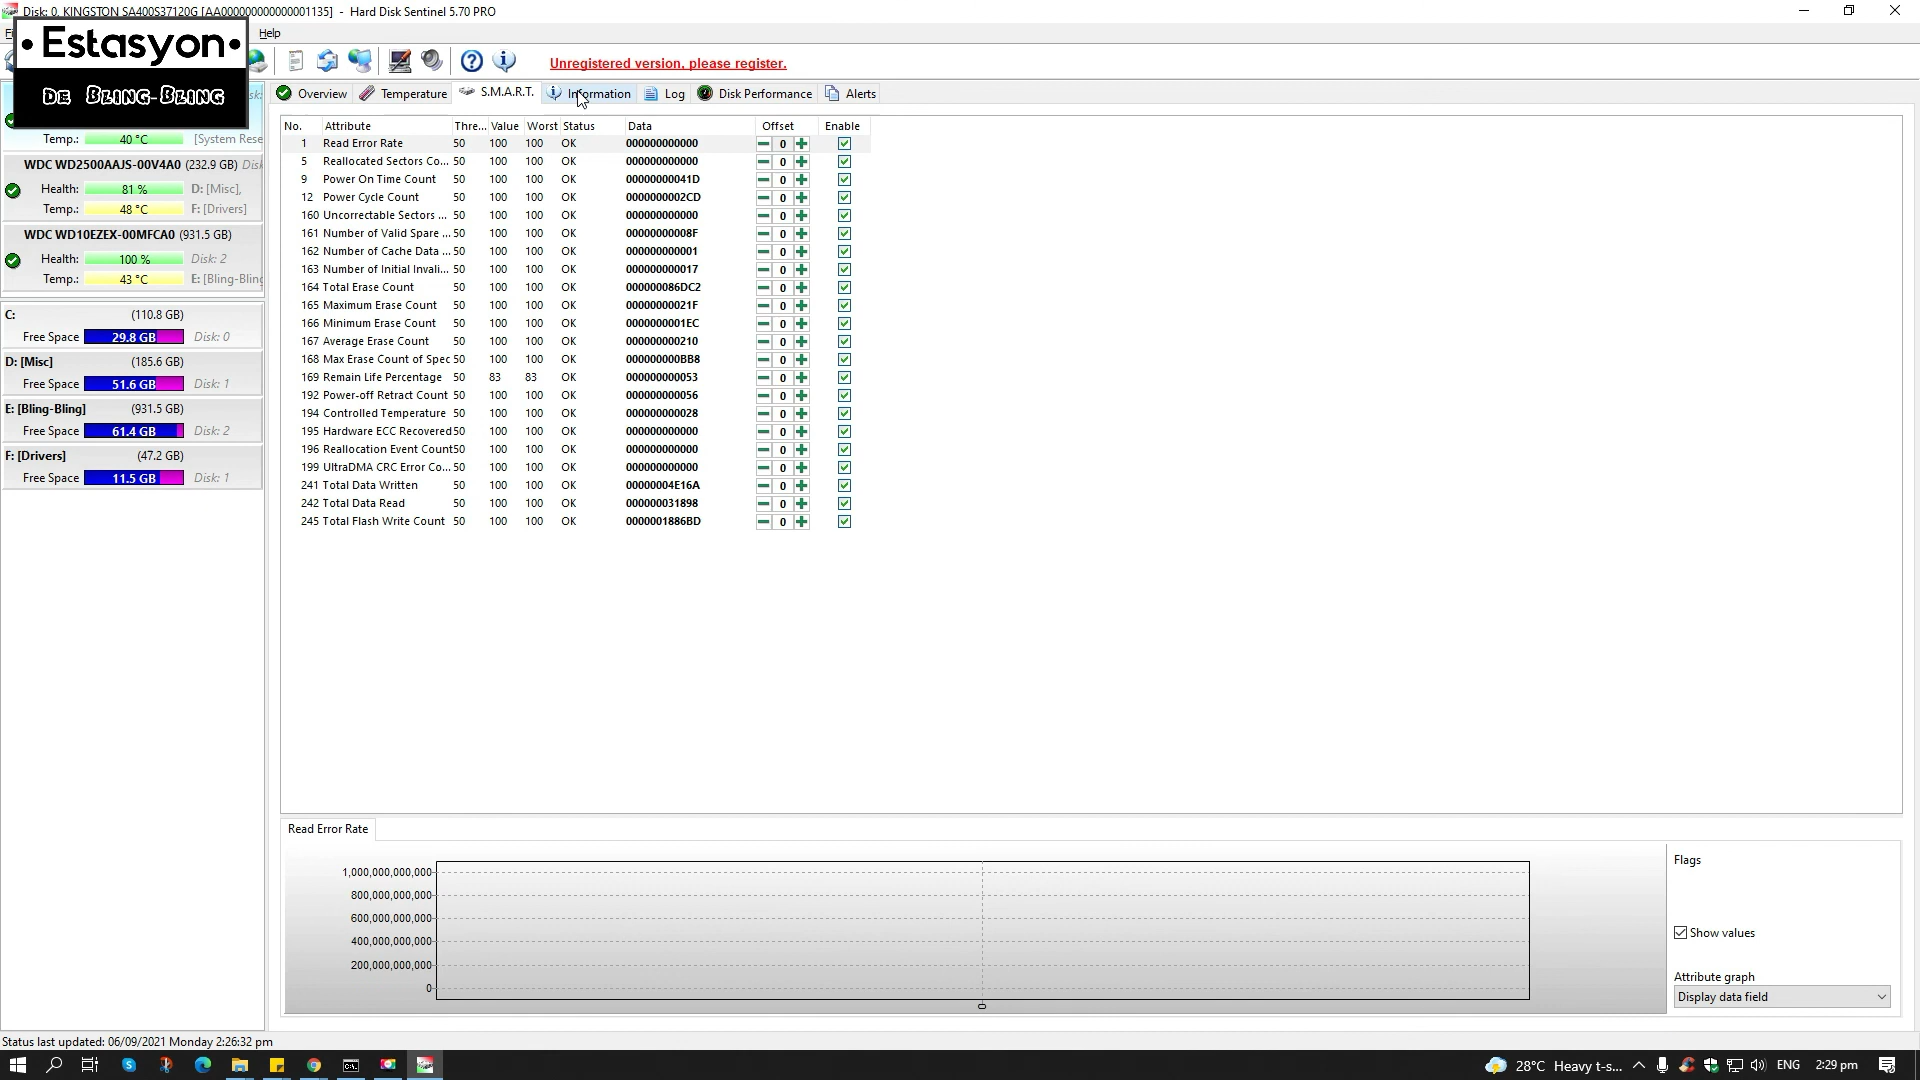 Disk: 0, KINGSTON SA400S37120G [AA00000000000001135] - Hard Disk Sentinel 5.70 PRO
Help
• Estasyon •
De Bling-Bling
Unregistered version, please register.
Overview Temperature S.M.A.R.T. Information Log Disk Performance Alerts
Temp.: 40 °C [System Rese
WDC WD2500AAJS-00V4A0 (232.9 GB) Disk
Health: 81 % D: [Misc],
Temp.: 48 °C F: [Drivers]
WDC WD10EZEX-00MFCA0 (931.5 GB)
Health: 100 % Disk: 2
Temp.: 43 °C E: [Bling-Bling
C: (110.8 GB)
Free Space 29.8 GB Disk: 0
D: [Misc] (185.6 GB)
Free Space 51.6 GB Disk: 1
E: [Bling-Bling] (931.5 GB)
Free Space 61.4 GB Disk: 2
F: [Drivers] (47.2 GB)
Free Space 11.5 GB Disk: 1
No. Attribute Thre... Value Worst Status Data Offset Enable
1 Read Error Rate 50 100 100 OK 000000000000 0
5 Reallocated Sectors Co... 50 100 100 OK 000000000000 0
9 Power On Time Count 50 100 100 OK 00000000041D 0
12 Power Cycle Count 50 100 100 OK 0000000002CD 0
160 Uncorrectable Sectors ... 50 100 100 OK 000000000000 0
161 Number of Valid Spare ... 50 100 100 OK 00000000008F 0
162 Number of Cache Data ... 50 100 100 OK 000000000001 0
163 Number of Initial Invali... 50 100 100 OK 000000000017 0
164 Total Erase Count 50 100 100 OK 000000086DC2 0
165 Maximum Erase Count 50 100 100 OK 00000000021F 0
166 Minimum Erase Count 50 100 100 OK 0000000001EC 0
167 Average Erase Count 50 100 100 OK 000000000210 0
168 Max Erase Count of Spec 50 100 100 OK 000000000BB8 0
169 Remain Life Percentage 50 83 83 OK 000000000053 0
192 Power-off Retract Count 50 100 100 OK 000000000056 0
194 Controlled Temperature 50 100 100 OK 000000000028 0
195 Hardware ECC Recovered 50 100 100 OK 000000000000 0
196 Reallocation Event Count 50 100 100 OK 000000000000 0
199 UltraDMA CRC Error Co... 50 100 100 OK 000000000000 0
241 Total Data Written 50 100 100 OK 00000004E16A 0
242 Total Data Read 50 100 100 OK 000000031898 0
245 Total Flash Write Count 50 100 100 OK 0000001886BD 0
Read Error Rate
1,000,000,000,000
800,000,000,000
600,000,000,000
400,000,000,000
200,000,000,000
0
0
Flags
Show values
Attribute graph
Display data field
Status last updated: 06/09/2021 Monday 2:26:32 pm
28°C Heavy t-s... ENG 2:29 pm